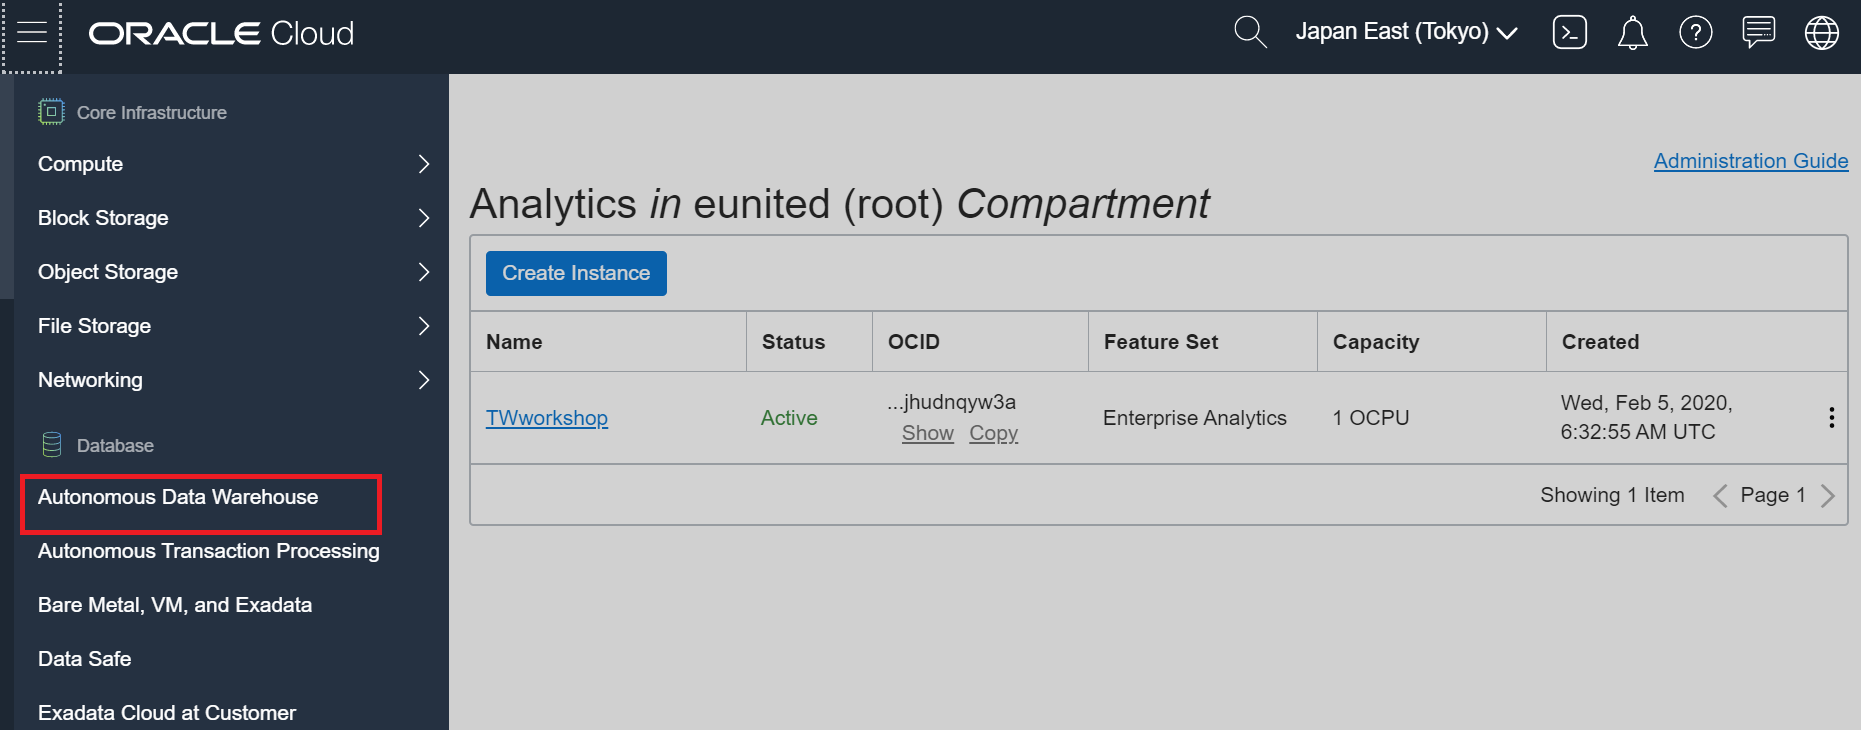 ORACLE Cloud
Japan East (Tokyo)
Core Infrastructure
Compute
Block Storage
Object Storage
File Storage
Networking
Database
Autonomous Data Warehouse
Autonomous Transaction Processing
Bare Metal, VM, and Exadata
Data Safe
Exadata Cloud at Customer
Administration Guide
Analytics in eunited (root) Compartment
Create Instance
Name Status OCID Feature Set Capacity Created
TWworkshop Active ...jhudnqyw3a Enterprise Analytics 1 OCPU Wed, Feb 5, 2020,
Show Copy 6:32:55 AM UTC
Showing 1 Item Page 1